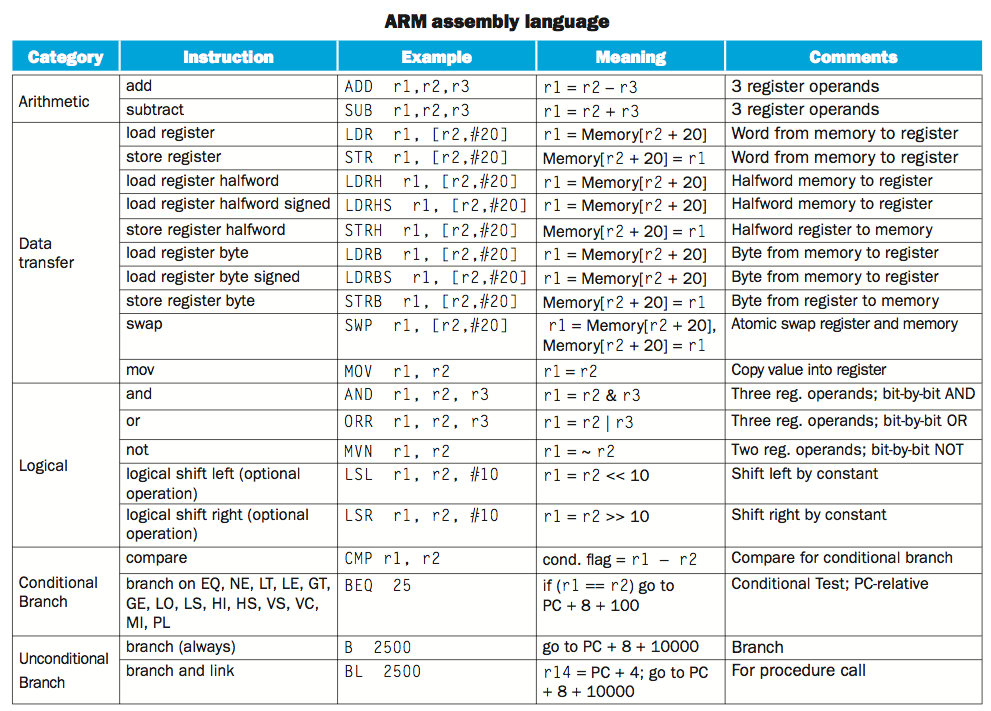 ARM assembly language
Category Instruction Example Meaning Comments
Arithmetic
add ADD r1,r2,r3 r1 = r2 – r3 3 register operands
subtract SUB r1,r2,r3 r1 = r2 + r3 3 register operands
Data
transfer
load register LDR r1, [r2,#20] r1 = Memory[r2 + 20] Word from memory to register
store register STR r1, [r2,#20] Memory[r2 + 20] = r1 Word from memory to register
load register halfword LDRH r1, [r2,#20] r1 = Memory[r2 + 20] Halfword memory to register
load register halfword signed LDRHS r1, [r2,#20] r1 = Memory[r2 + 20] Halfword memory to register
store register halfword STRH r1, [r2,#20] Memory[r2 + 20] = r1 Halfword register to memory
load register byte LDRB r1, [r2,#20] r1 = Memory[r2 + 20] Byte from memory to register
load register byte signed LDRBS r1, [r2,#20] r1 = Memory[r2 + 20] Byte from memory to register
store register byte STRB r1, [r2,#20] Memory[r2 + 20] = r1 Byte from register to memory
swap SWP r1, [r2,#20] r1 = Memory[r2 + 20], Atomic swap register and memory
Memory[r2 + 20] = r1
mov MOV r1, r2 r1 = r2 Copy value into register
Logical
and AND r1, r2, r3 r1 = r2 & r3 Three reg. operands; bit-by-bit AND
or ORR r1, r2, r3 r1 = r2 | r3 Three reg. operands; bit-by-bit OR
not MVN r1, r2 r1 = ~ r2 Two reg. operands; bit-by-bit NOT
logical shift left (optional LSL r1, r2, #10 r1 = r2 << 10 Shift left by constant
operation)
logical shift right (optional LSR r1, r2, #10 r1 = r2 >> 10 Shift right by constant
operation)
Conditional
Branch
compare CMP r1, r2 cond. flag = r1 – r2 Compare for conditional branch
branch on EQ, NE, LT, LE, GT, BEQ 25 if (r1 == r2) go to Conditional Test; PC-relative
GE, LO, LS, HI, HS, VS, VC, PC + 8 + 100
MI, PL
Unconditional
Branch
branch (always) B 2500 go to PC + 8 + 10000 Branch
branch and link BL 2500 r14 = PC + 4; go to PC For procedure call
+ 8 + 10000